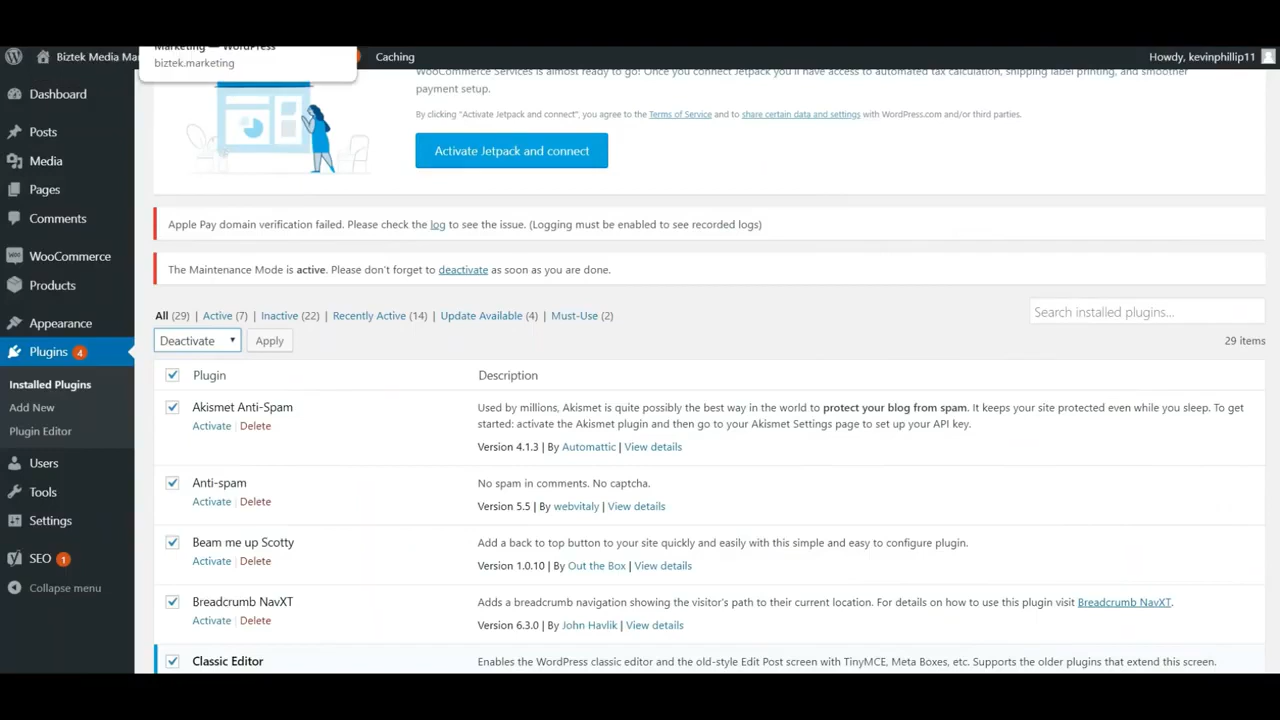 Marketing — WordPress
biztek.marketing
Biztek Media Mar
Caching
Howdy, kevinphillip11
Dashboard
Posts
Media
Pages
Comments
WooCommerce
Products
Appearance
Plugins 4
Installed Plugins
Add New
Plugin Editor
Users
Tools
Settings
SEO 1
Collapse menu
WooCommerce Services is almost ready to go! Once you connect Jetpack you'll have access to automated tax calculation, shipping label printing, and smoother
payment setup.
By clicking "Activate Jetpack and connect", you agree to the Terms of Service and to share certain data and settings with WordPress.com and/or third parties.
Activate Jetpack and connect
Apple Pay domain verification failed. Please check the log to see the issue. (Logging must be enabled to see recorded logs)
The Maintenance Mode is active. Please don't forget to deactivate as soon as you are done.
All (29) | Active (7) | Inactive (22) | Recently Active (14) | Update Available (4) | Must-Use (2)
Search installed plugins...
Deactivate
Apply
29 items
Plugin
Description
Akismet Anti-Spam
Activate | Delete
Used by millions, Akismet is quite possibly the best way in the world to protect your blog from spam. It keeps your site protected even while you sleep. To get
started: activate the Akismet plugin and then go to your Akismet Settings page to set up your API key.
Version 4.1.3 | By Automattic | View details
Anti-spam
Activate | Delete
No spam in comments. No captcha.
Version 5.5 | By webvitaly | View details
Beam me up Scotty
Activate | Delete
Add a back to top button to your site quickly and easily with this simple and easy to configure plugin.
Version 1.0.10 | By Out the Box | View details
Breadcrumb NavXT
Activate | Delete
Adds a breadcrumb navigation showing the visitor's path to their current location. For details on how to use this plugin visit Breadcrumb NavXT.
Version 6.3.0 | By John Havlik | View details
Classic Editor
Enables the WordPress classic editor and the old-style Edit Post screen with TinyMCE, Meta Boxes, etc. Supports the older plugins that extend this screen.